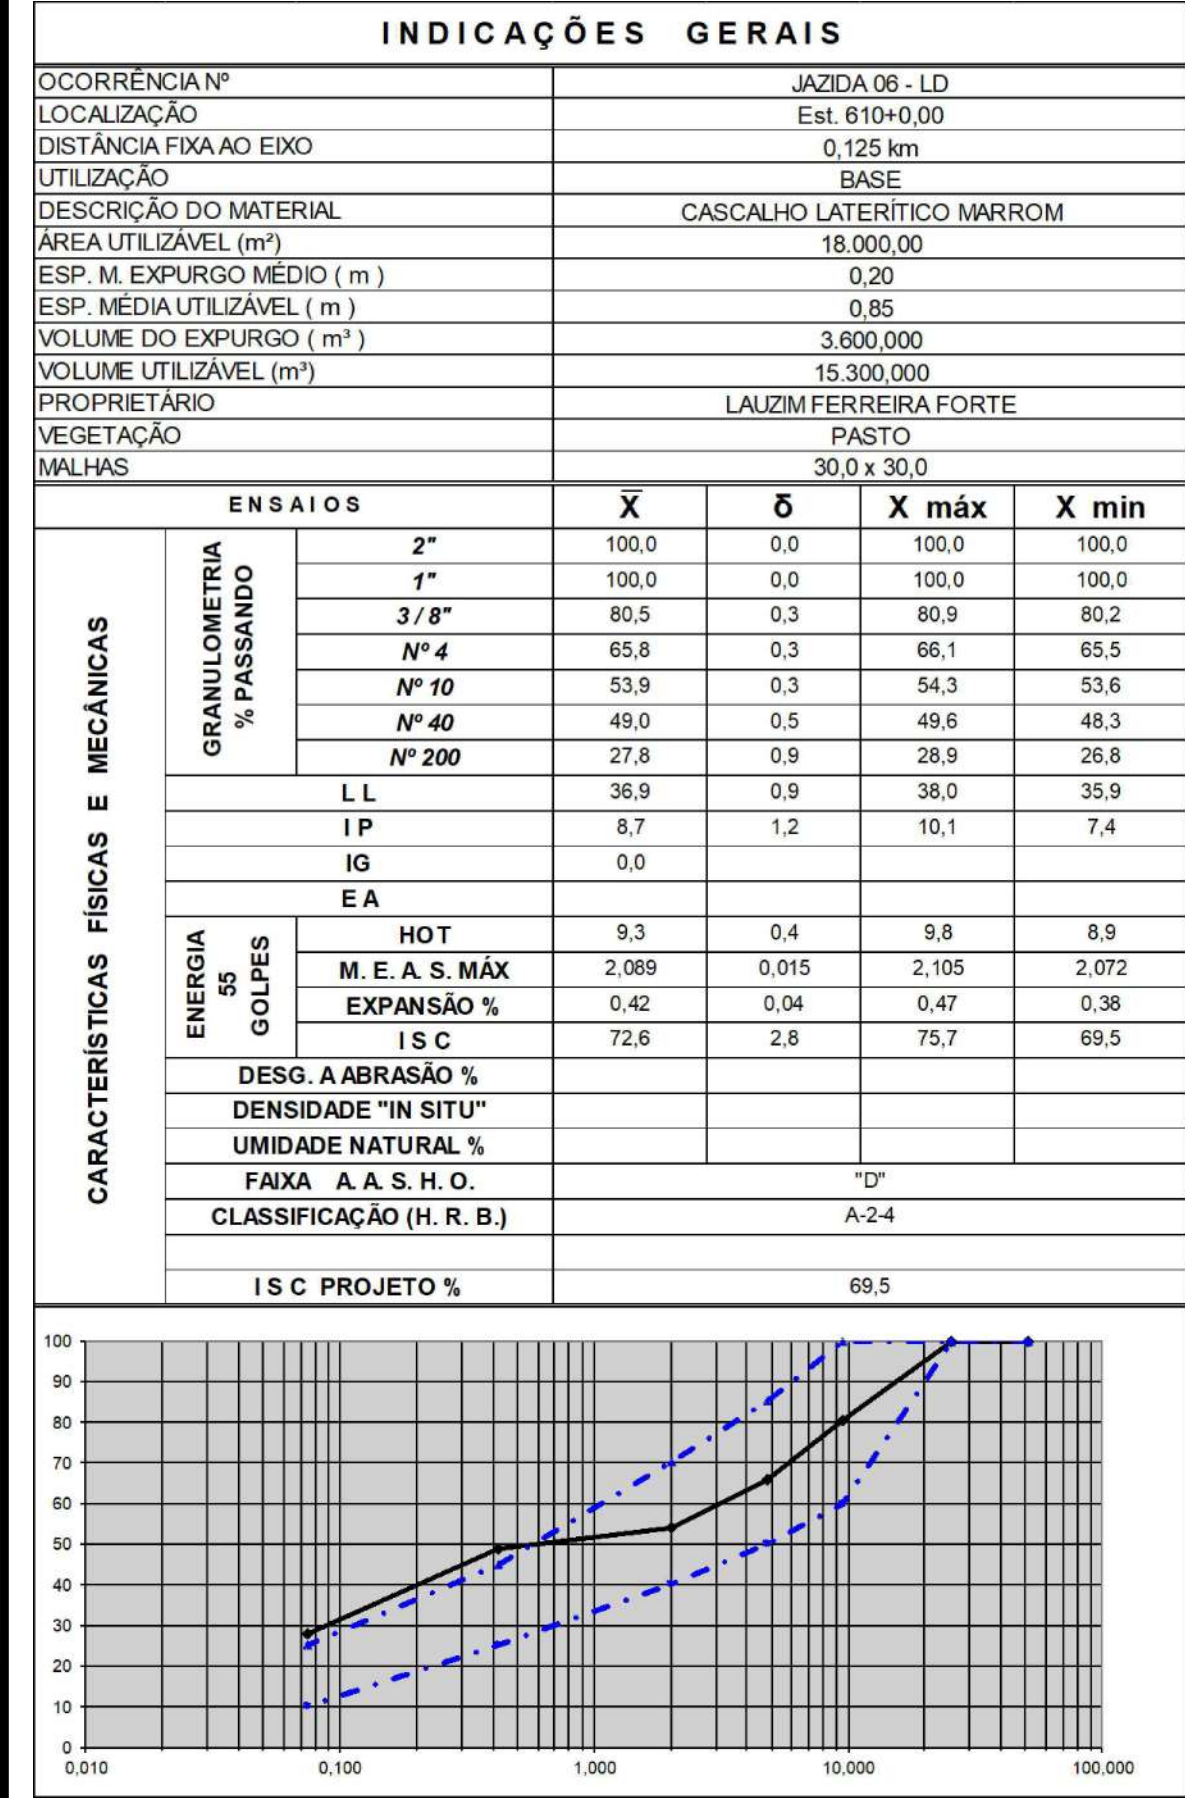 INDICAÇÕES GERAIS
OCORRÊNCIA Nº JAZIDA 06 - LD
LOCALIZAÇÃO Est. 610+0,00
DISTÂNCIA FIXA AO EIXO 0,125 km
UTILIZAÇÃO BASE
DESCRIÇÃO DO MATERIAL CASCALHO LATERÍTICO MARROM
ÁREA UTILIZÁVEL (m²) 18.000,00
ESP. M. EXPURGO MÉDIO ( m ) 0,20
ESP. MÉDIA UTILIZÁVEL ( m ) 0,85
VOLUME DO EXPURGO ( m³ ) 3.600,000
VOLUME UTILIZÁVEL (m³) 15.300,000
PROPRIETÁRIO LAUZIM FERREIRA FORTE
VEGETAÇÃO PASTO
MALHAS 30,0 x 30,0
ENSAIOS X̅ δ X máx X min
CARACTERÍSTICAS FÍSICAS E MECÂNICAS
GRANULOMETRIA
% PASSANDO
2" 100,0 0,0 100,0 100,0
1" 100,0 0,0 100,0 100,0
3 / 8" 80,5 0,3 80,9 80,2
Nº 4 65,8 0,3 66,1 65,5
Nº 10 53,9 0,3 54,3 53,6
Nº 40 49,0 0,5 49,6 48,3
Nº 200 27,8 0,9 28,9 26,8
L L 36,9 0,9 38,0 35,9
I P 8,7 1,2 10,1 7,4
IG 0,0
E A
ENERGIA
55
GOLPES
HOT 9,3 0,4 9,8 8,9
M. E. A. S. MÁX 2,089 0,015 2,105 2,072
EXPANSÃO % 0,42 0,04 0,47 0,38
I S C 72,6 2,8 75,7 69,5
DESG. A ABRASÃO %
DENSIDADE "IN SITU"
UMIDADE NATURAL %
FAIXA A. A. S. H. O. "D"
CLASSIFICAÇÃO (H. R. B.) A-2-4
I S C PROJETO % 69,5
100
90
80
70
60
50
40
30
20
10
0
0,010 0,100 1,000 10,000 100,000